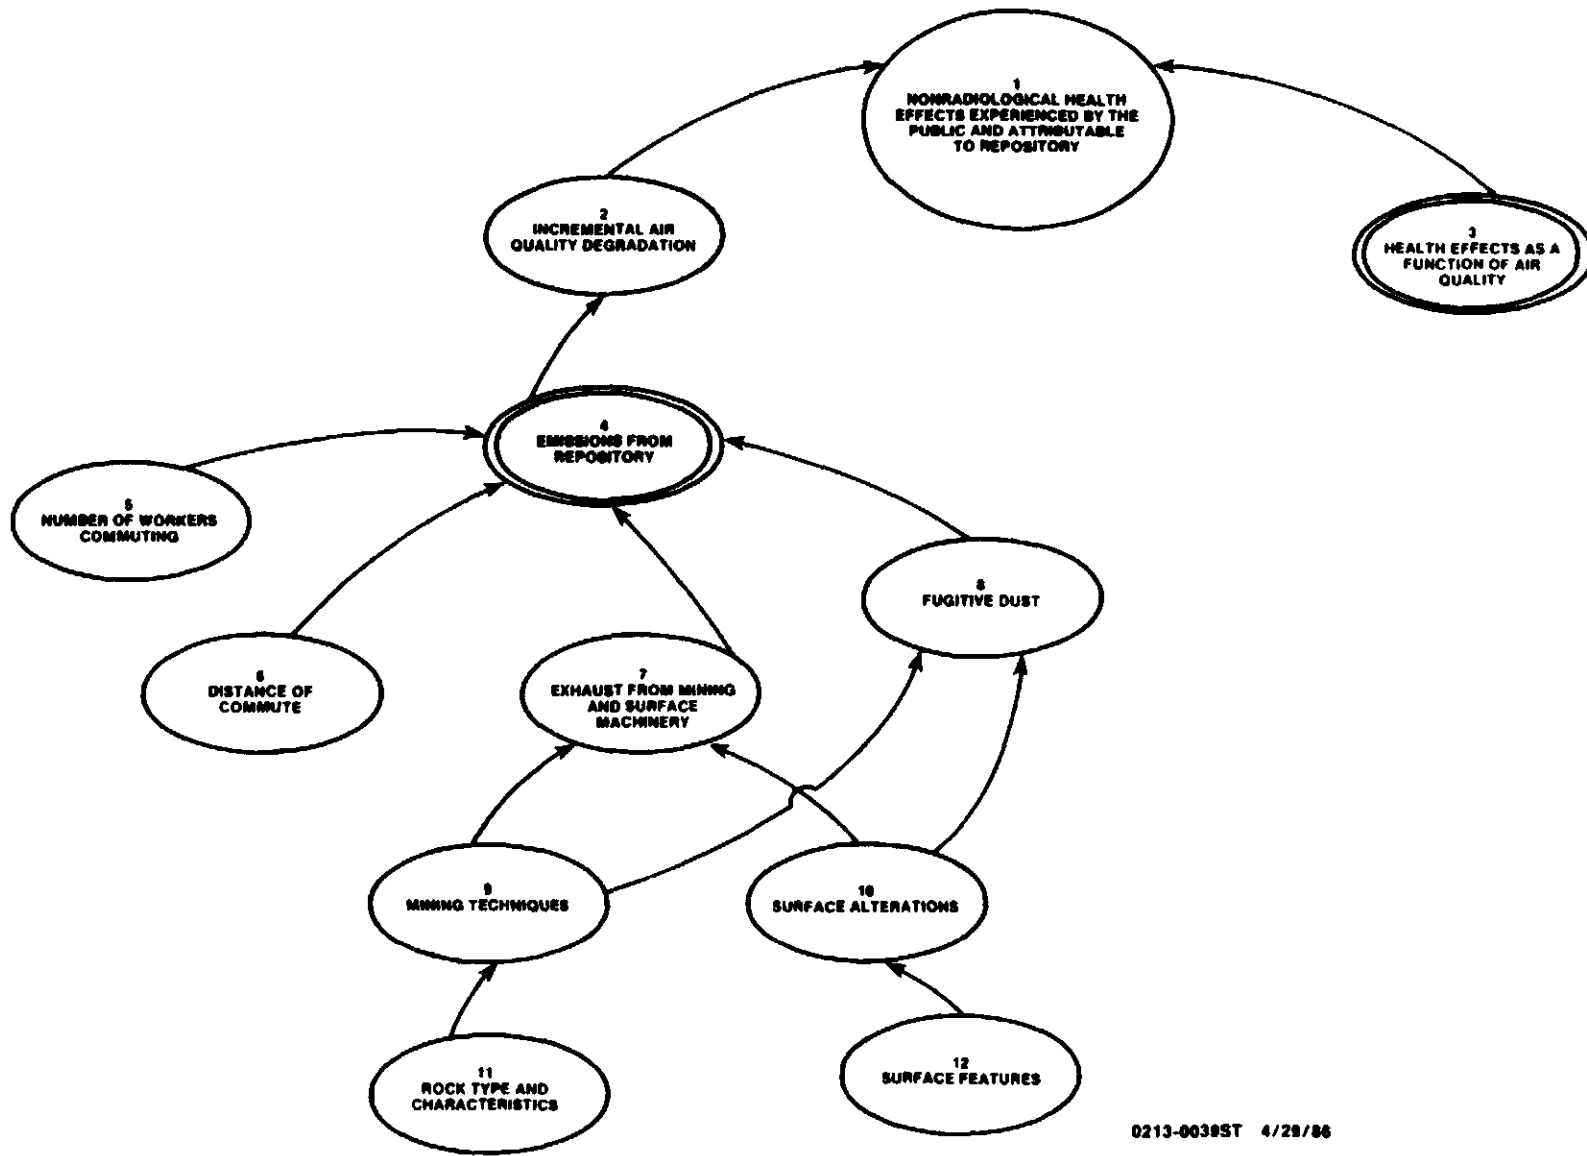 1
NONRADIOLOGICAL HEALTH
EFFECTS EXPERIENCED BY THE
PUBLIC AND ATTRIBUTABLE
TO REPOSITORY
2
INCREMENTAL AIR
QUALITY DEGRADATION
3
HEALTH EFFECTS AS A
FUNCTION OF AIR
QUALITY
4
EMISSIONS FROM
REPOSITORY
5
NUMBER OF WORKERS
COMMUTING
8
FUGITIVE DUST
6
DISTANCE OF
COMMUTE
7
EXHAUST FROM MINING
AND SURFACE
MACHINERY
9
MINING TECHNIQUES
10
SURFACE ALTERATIONS
11
ROCK TYPE AND
CHARACTERISTICS
12
SURFACE FEATURES
0213-0039ST 4/29/86